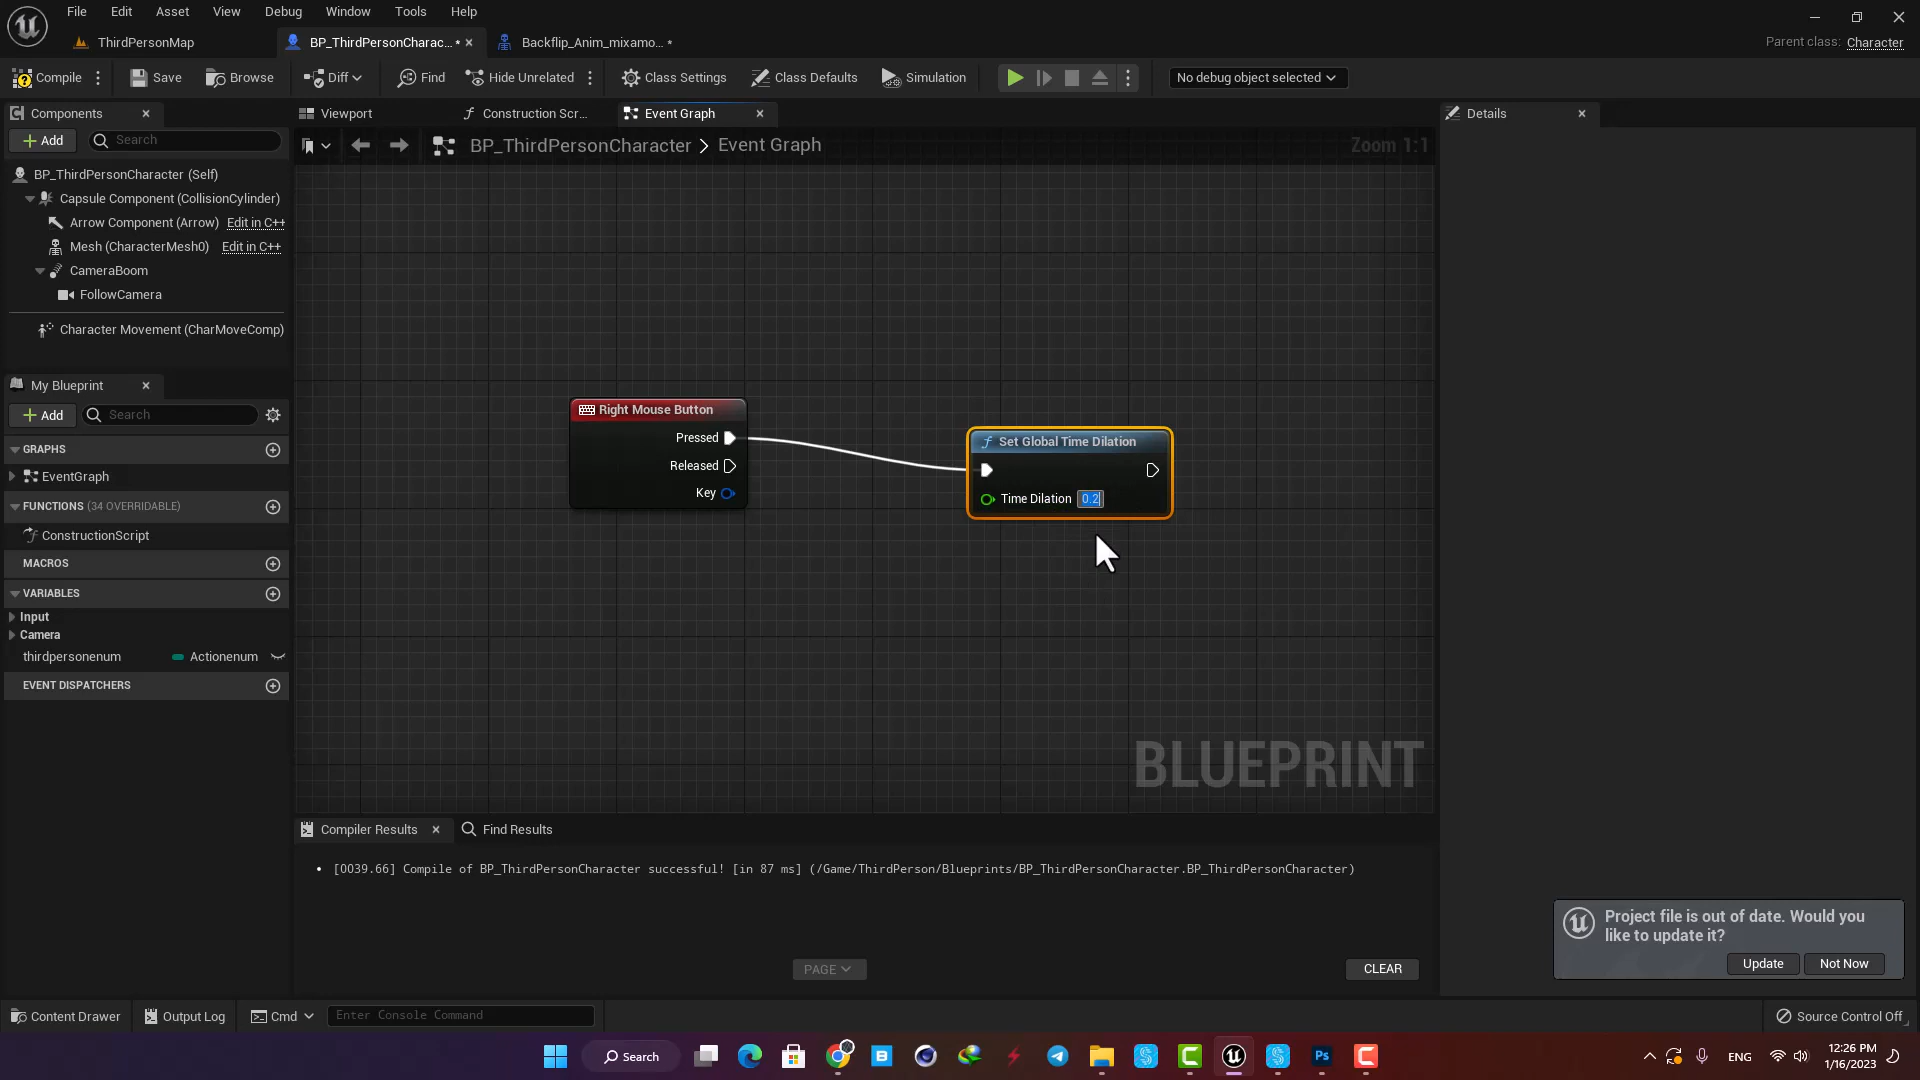 File Edit View Asset Debug Window Tools Help
ThirdPersonMap BP_ThirdPersonCharac... • Backflip_Anim_mixamo... • Parent class: Character
Compile Save Browse Diff Find Hide Unrelated Class Settings Class Defaults Simulation No debug object selected
Components Viewport Construction Scr... Event Graph Details
Add Search BP_ThirdPersonCharacter > Event Graph Zoom 1:1
BP_ThirdPersonCharacter (Self)
Capsule Component (CollisionCylinder)
Arrow Component (Arrow) Edit in C++
Mesh (CharacterMesh0) Edit in C++
CameraBoom
FollowCamera
Character Movement (CharMoveComp)
My Blueprint
Add Search
GRAPHS
EventGraph
FUNCTIONS (34 OVERRIDABLE)
ConstructionScript
MACROS
VARIABLES
Input
Camera
thirdpersonenum Actionenum
EVENT DISPATCHERS
Right Mouse Button
Pressed
Released
Key
Set Global Time Dilation
Time Dilation 0.2
BLUEPRINT
Compiler Results Find Results
[0039.66] Compile of BP_ThirdPersonCharacter successful! [in 87 ms] (/Game/ThirdPerson/Blueprints/BP_ThirdPersonCharacter.BP_ThirdPersonCharacter)
PAGE CLEAR
Project file is out of date. Would you
like to update it?
Update Not Now
Content Drawer Output Log Cmd Enter Console Command Source Control Off
Search Ps ENG 12:26 PM
1/16/2023